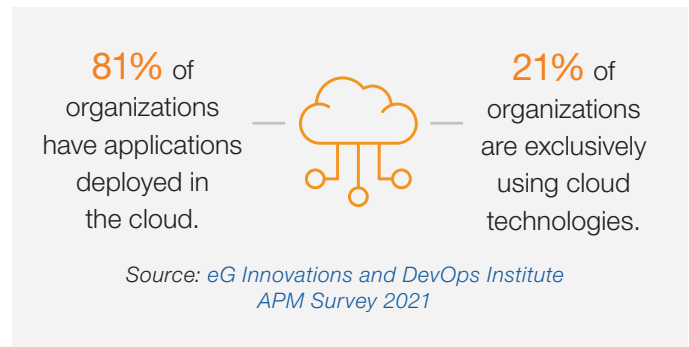 81% of
organizations
have applications
deployed in
the cloud.
21% of
organizations
are exclusively
using cloud
technologies.
Source: eG Innovations and DevOps Institute
APM Survey 2021